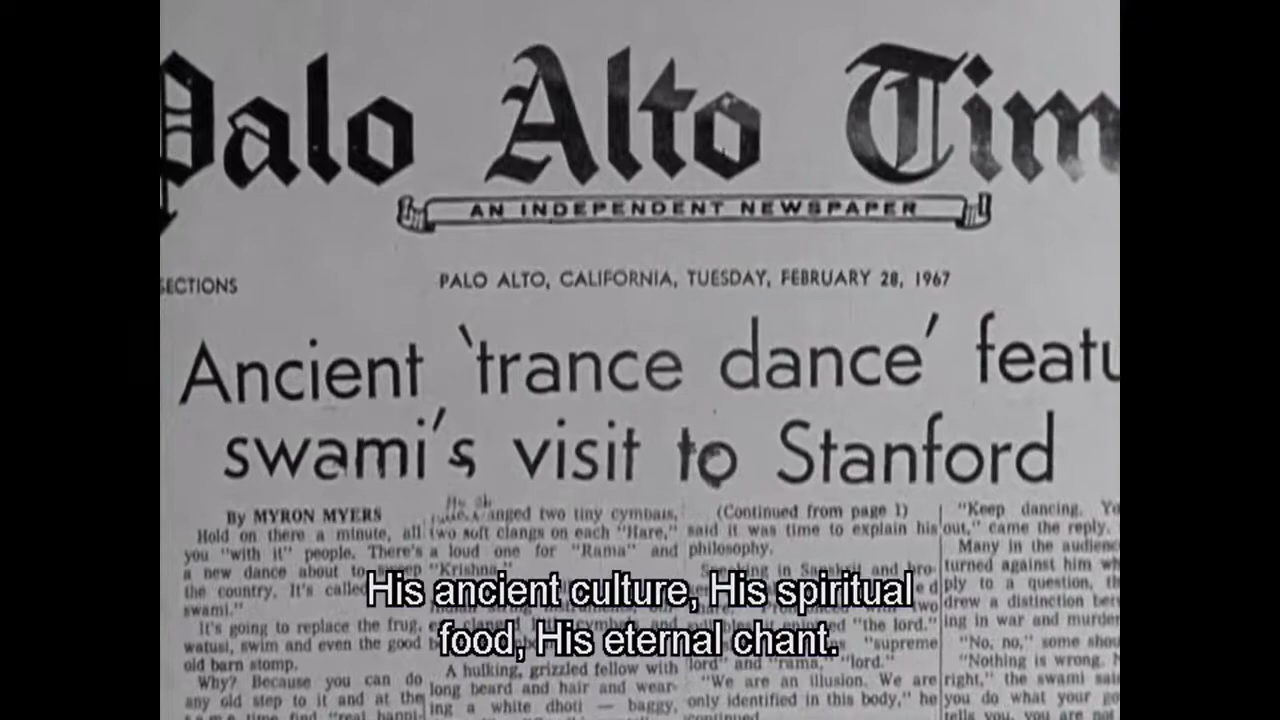 Palo Alto Tim
AN INDEPENDENT NEWSPAPER
SECTIONS
PALO ALTO, CALIFORNIA, TUESDAY, FEBRUARY 28, 1967
Ancient 'trance dance' featu
swami's visit to Stanford
By MYRON MYERS
Hold on there a minute, all
you "with it" people. There's
a new dance about to sweep
the country. It's called
swami."
It's going to replace the frug,
watusi, swim and even the good
old barn stomp.
Why? Because you can do
any old step to it and at the
same time find "real happi-
anged two tiny cymbals,
two soft clangs on each "Hare,"
a loud one for "Rama" and
"Krishna."
A hulking, grizzled fellow with
long beard and hair and wear-
ing a white dhoti — baggy,
(Continued from page 1)
said it was time to explain his
philosophy.
Speaking in Sanskrit and
two
"the lord."
"supreme
lord" and "rama," "lord."
"We are an illusion. We are
only identified in this body," he
continued.
"Keep dancing. Yo
out," came the reply.
Many in the audienc
turned against him wh
ply to a question, th
drew a distinction bet
ing in war and murder
"No, no," some shou
"Nothing is wrong.
right," the swami sai
you do what your go
tells you, you are not
His ancient culture, His spiritual
food, His eternal chant.